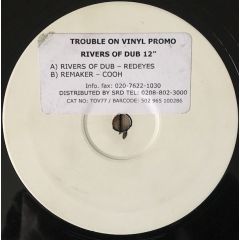 TROUBLE ON VINYL PROMO
RIVERS OF DUB 12"
A) RIVERS OF DUB – REDEYES
B) REMAKER – COOH
Info. fax: 020-7622-1030
DISTRIBUTED BY SRD TEL: 0208-802-3000
CAT NO: TOV77 / BARCODE: 502 965 100286